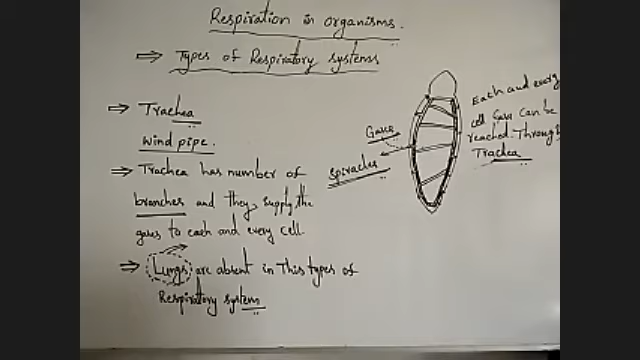 Respiration in organisms.
⇒ Types of Respiratory systems
⇒ Trachea
Wind pipe.
⇒ Trachea has number of
branches and they supply the
gases to each and every cell.
⇒ Lungs are absent in This types of
Respiratory system
Gases
spiracles
Each and every
cell Gases can be
reached. Through
Trachea